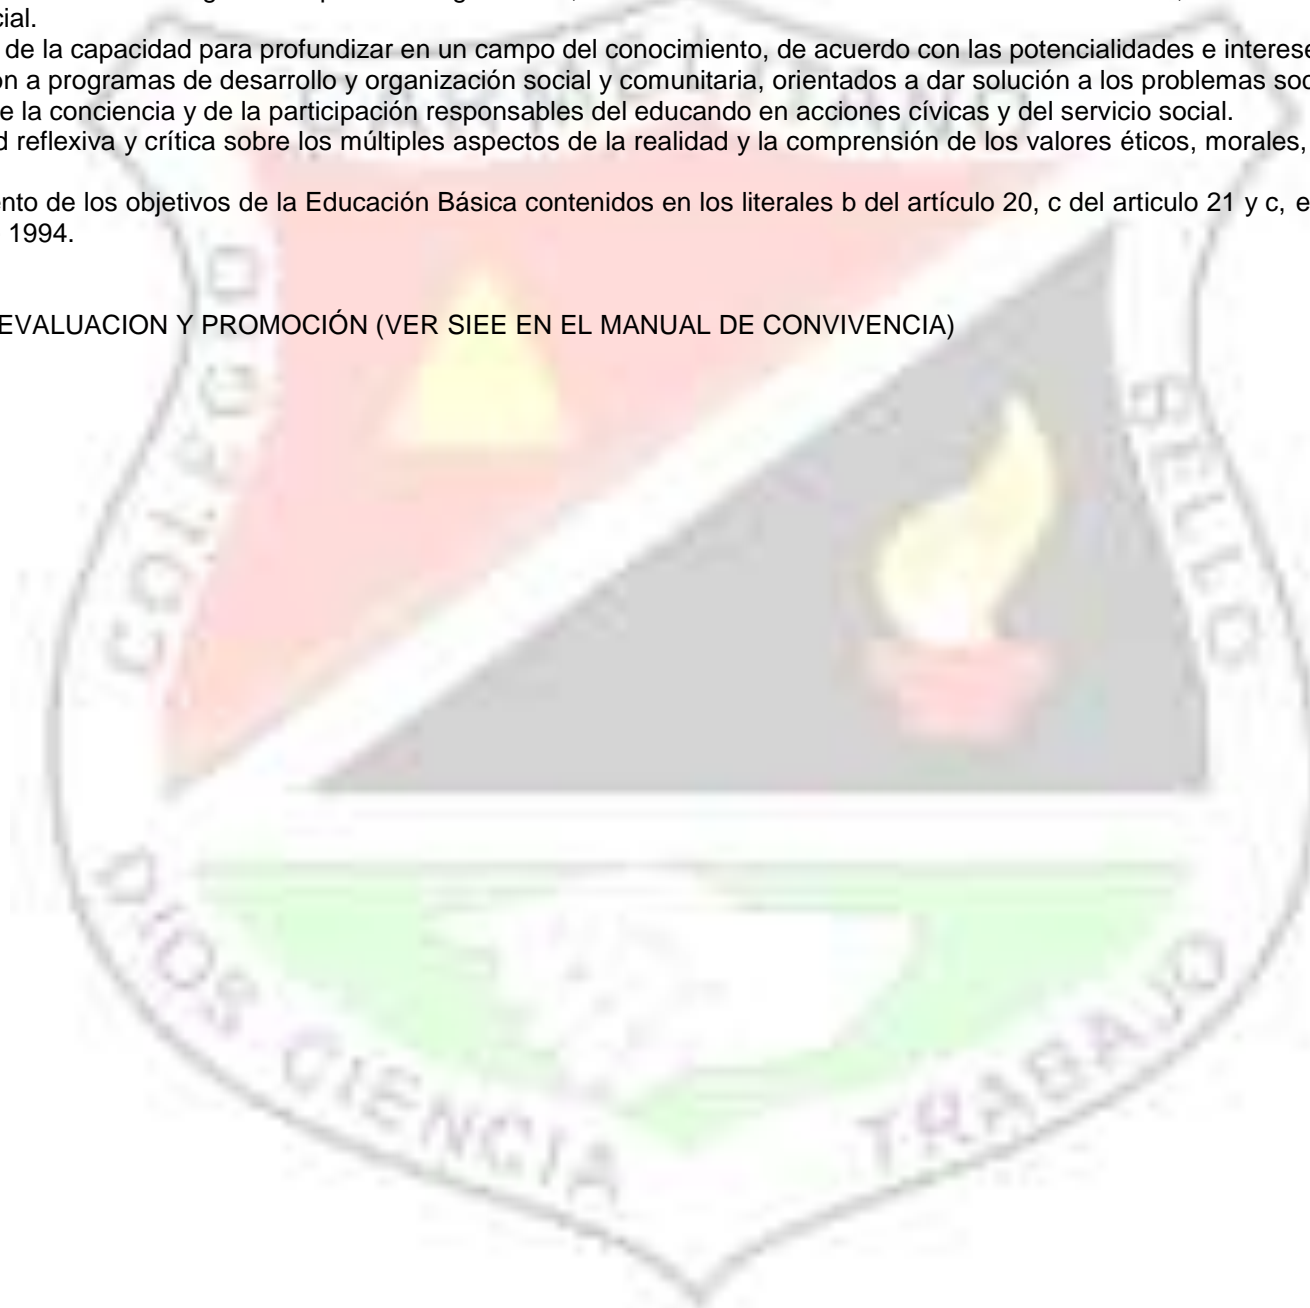 cial.
de la capacidad para profundizar en un campo del conocimiento, de acuerdo con las potencialidades e interese
n a programas de desarrollo y organización social y comunitaria, orientados a dar solución a los problemas soc
e la conciencia y de la participación responsables del educando en acciones cívicas y del servicio social.
d reflexiva y crítica sobre los múltiples aspectos de la realidad y la comprensión de los valores éticos, morales,
nto de los objetivos de la Educación Básica contenidos en los literales b del artículo 20, c del articulo 21 y c, e
1994.
EVALUACION Y PROMOCIÓN (VER SIEE EN EL MANUAL DE CONVIVENCIA)
COLEGIO
BELLO
DIOS CIENCIA TRABAJO